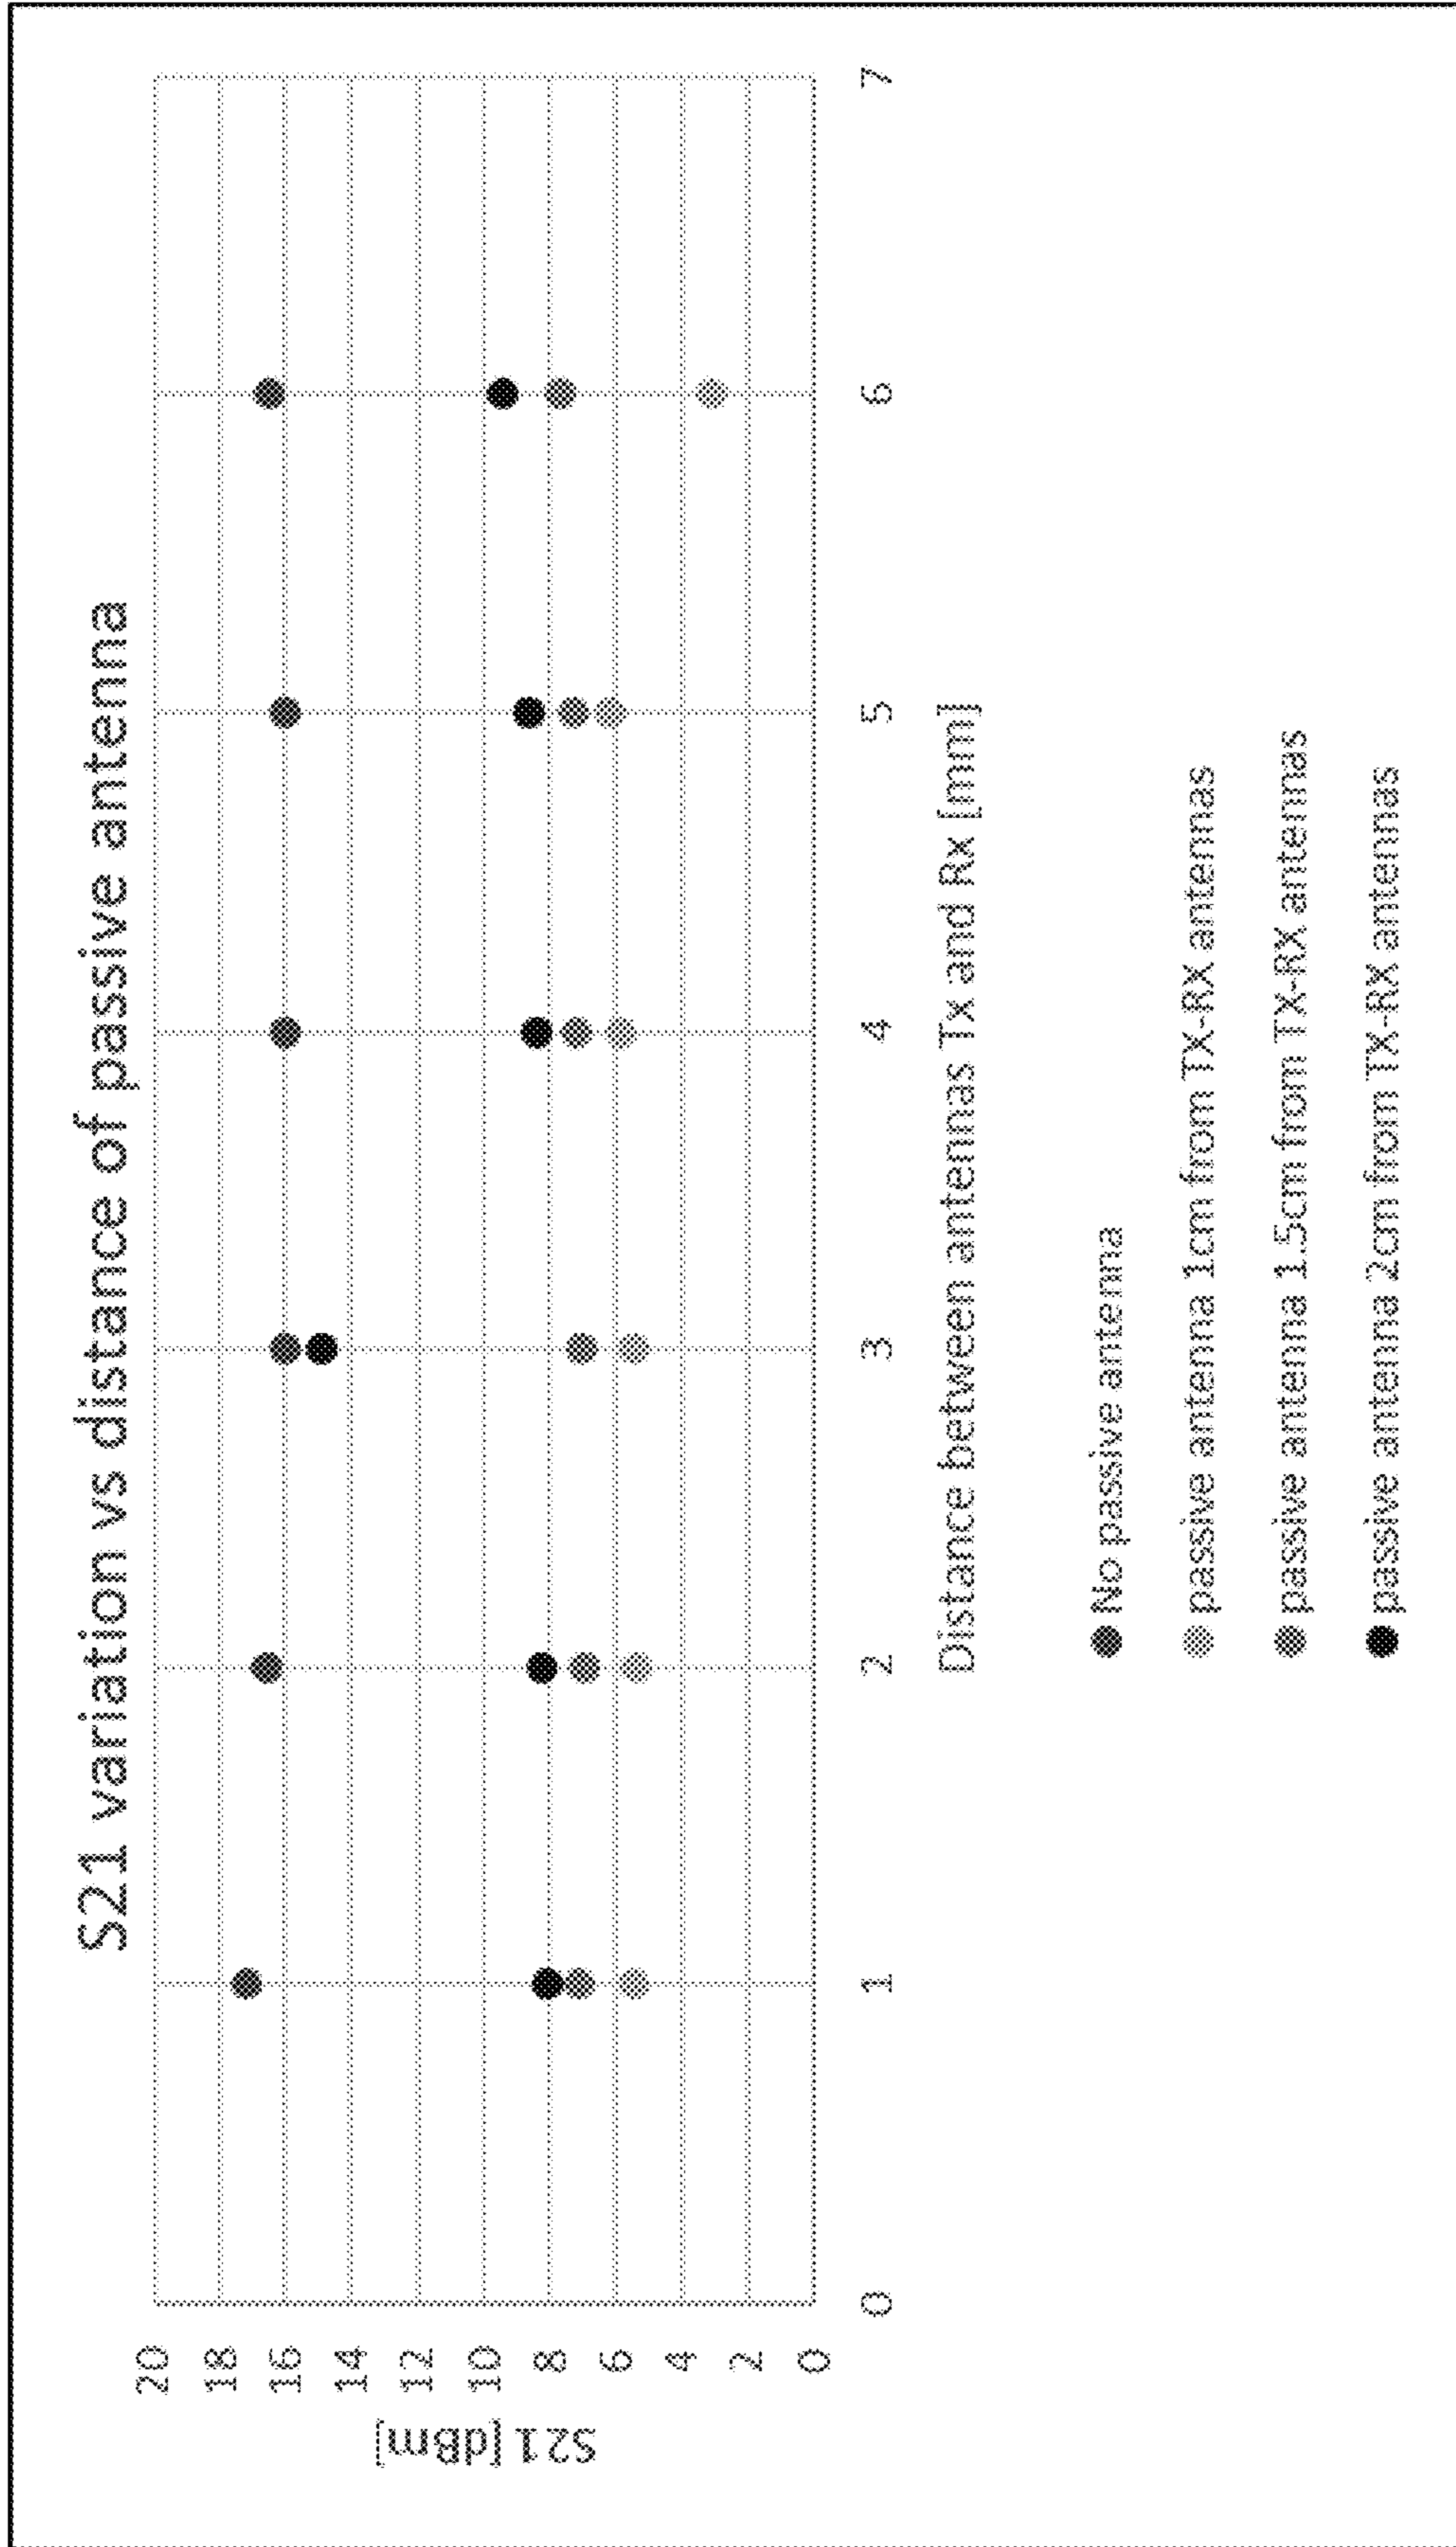 S21 variation vs distance of passive antenna
S21 [dBm]
20
18
16
14
12
10
8
6
4
2
0
0 1 2 3 4 5 6 7
Distance between antennas Tx and Rx [mm]
No passive antenna
passive antenna 1cm from TX-RX antennas
passive antenna 1.5cm from TX-RX antennas
passive antenna 2cm from TX-RX antennas